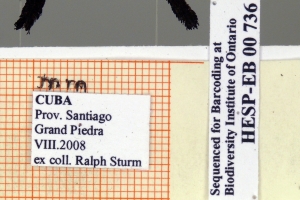 mm
CUBA
Prov. Santiago
Grand Piedra
VIII.2008
ex coll. Ralph Sturm
Sequenced for Barcoding at
Biodiversity Institute of Ontario
HESP-EB 00 736